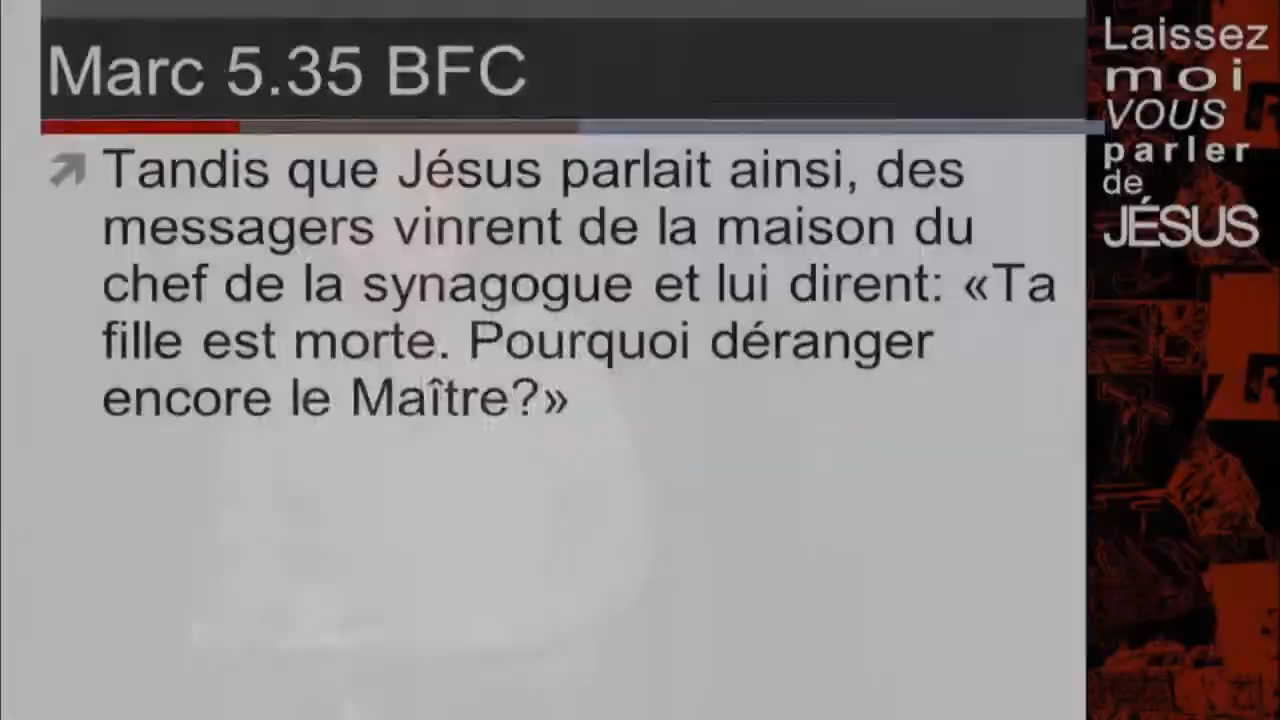 Marc 5.35 BFC
Tandis que Jésus parlait ainsi, des
messagers vinrent de la maison du
chef de la synagogue et lui dirent: «Ta
fille est morte. Pourquoi déranger
encore le Maître?»
Laissez
moi
VOUS
parler
de
JÉSUS